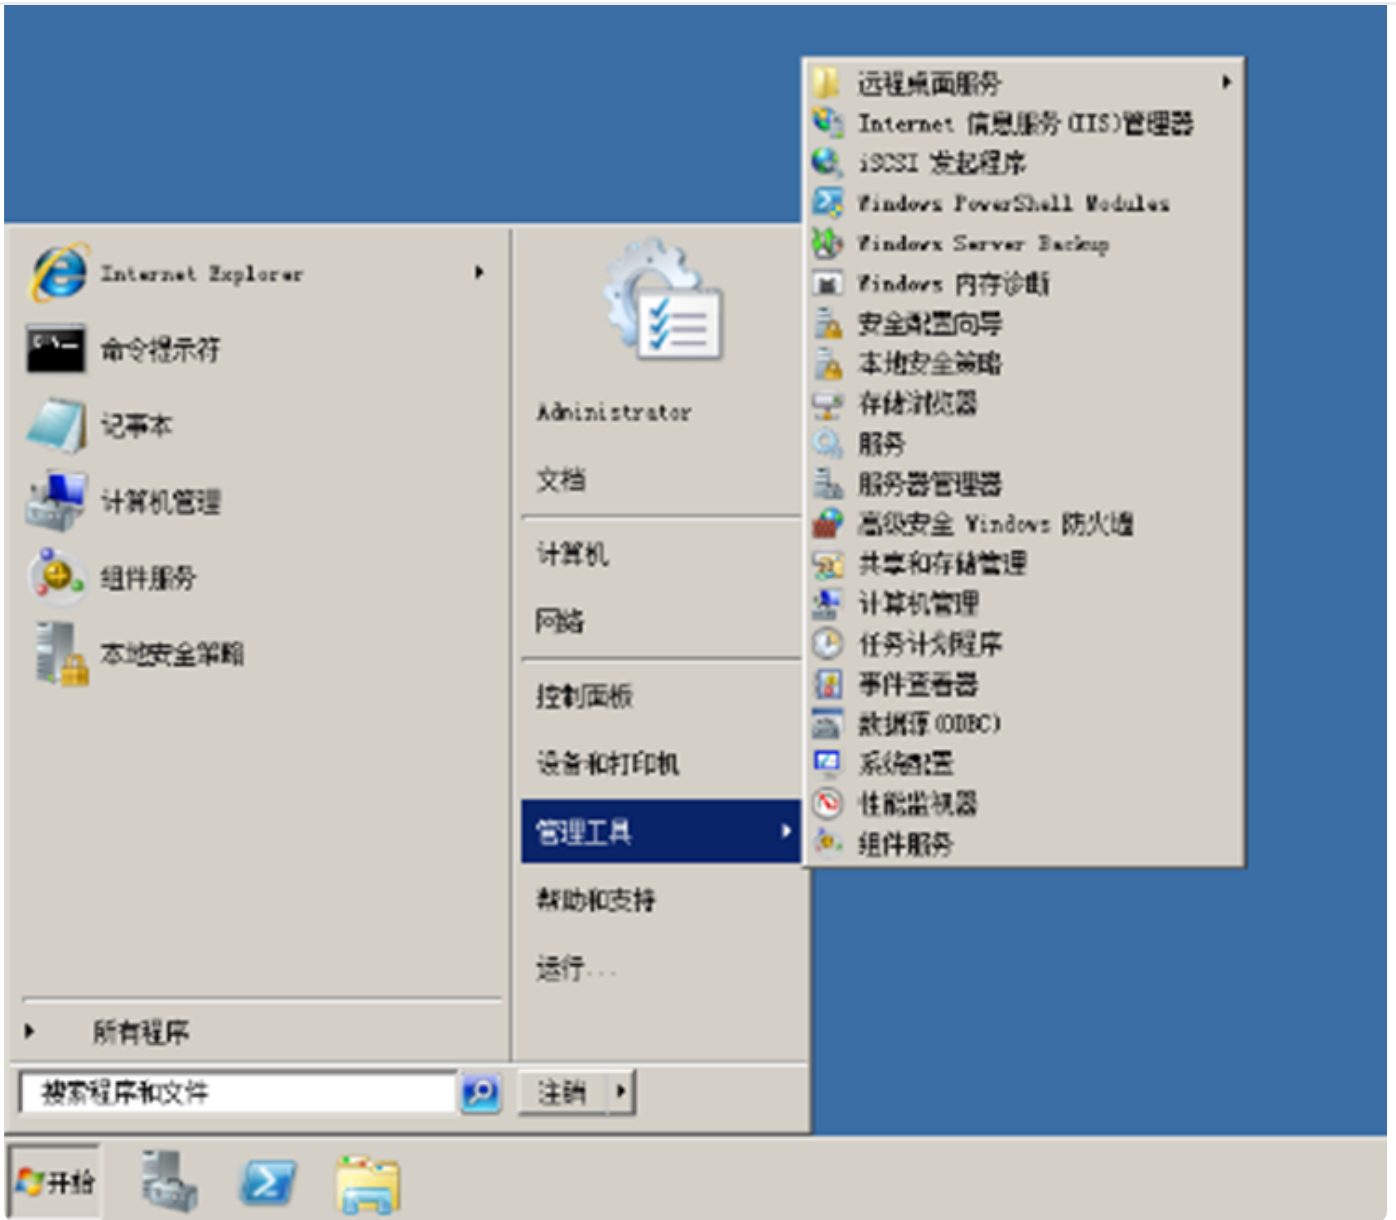 远程桌面服务
Internet 信息服务(IIS)管理器
iSCSI 发起程序
Windows PowerShell Modules
Windows Server Backup
Windows 内存诊断
安全配置向导
本地安全策略
存储浏览器
服务
服务器管理器
高级安全 Windows 防火墙
共享和存储管理
计算机管理
任务计划程序
事件查看器
数据源(ODBC)
系统配置
性能监视器
组件服务
Internet Explorer
命令提示符
记事本
计算机管理
组件服务
本地安全策略
所有程序
搜索程序和文件
Administrator
文档
计算机
网络
控制面板
设备和打印机
管理工具
帮助和支持
运行...
注销
开始